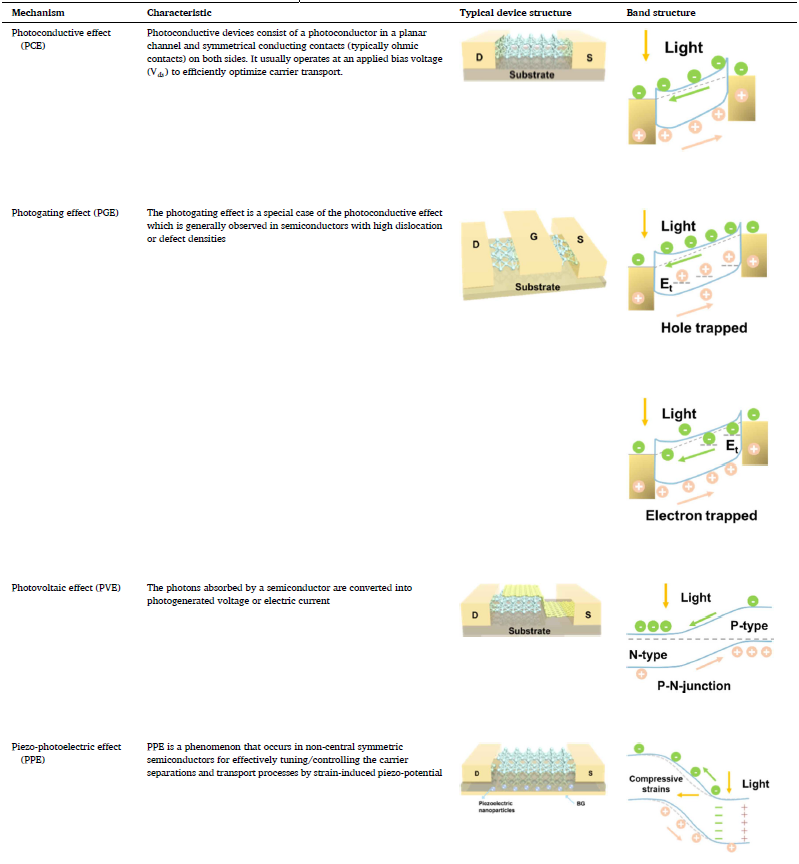 Mechanism Characteristic Typical device structure Band structure
Photoconductive effect
(PCE)
Photoconductive devices consist of a photoconductor in a planar
channel and symmetrical conducting contacts (typically ohmic
contacts) on both sides. It usually operates at an applied bias voltage
(Vds) to efficiently optimize carrier transport.
D
S
Substrate
Light
Photogating effect (PGE)
The photogating effect is a special case of the photoconductive effect
which is generally observed in semiconductors with high dislocation
or defect densities
D
G
S
Substrate
Light
Et
Hole trapped
Light
Et
Electron trapped
Photovoltaic effect (PVE)
The photons absorbed by a semiconductor are converted into
photogenerated voltage or electric current
D
S
Substrate
Light
P-type
N-type
P-N-junction
Piezo-photoelectric effect
(PPE)
PPE is a phenomenon that occurs in non-central symmetric
semiconductors for effectively tuning/controlling the carrier
separations and transport processes by strain-induced piezo-potential
D
S
Piezoelectric
nanoparticles
BG
Compressive
strains
Light